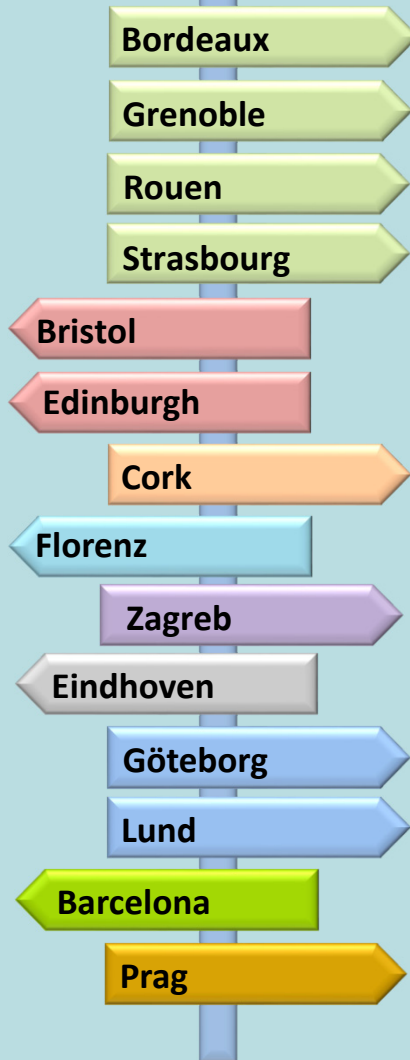 Bordeaux
Grenoble
Rouen
Strasbourg
Bristol
Edinburgh
Cork
Florenz
Zagreb
Eindhoven
Göteborg
Lund
Barcelona
Prag